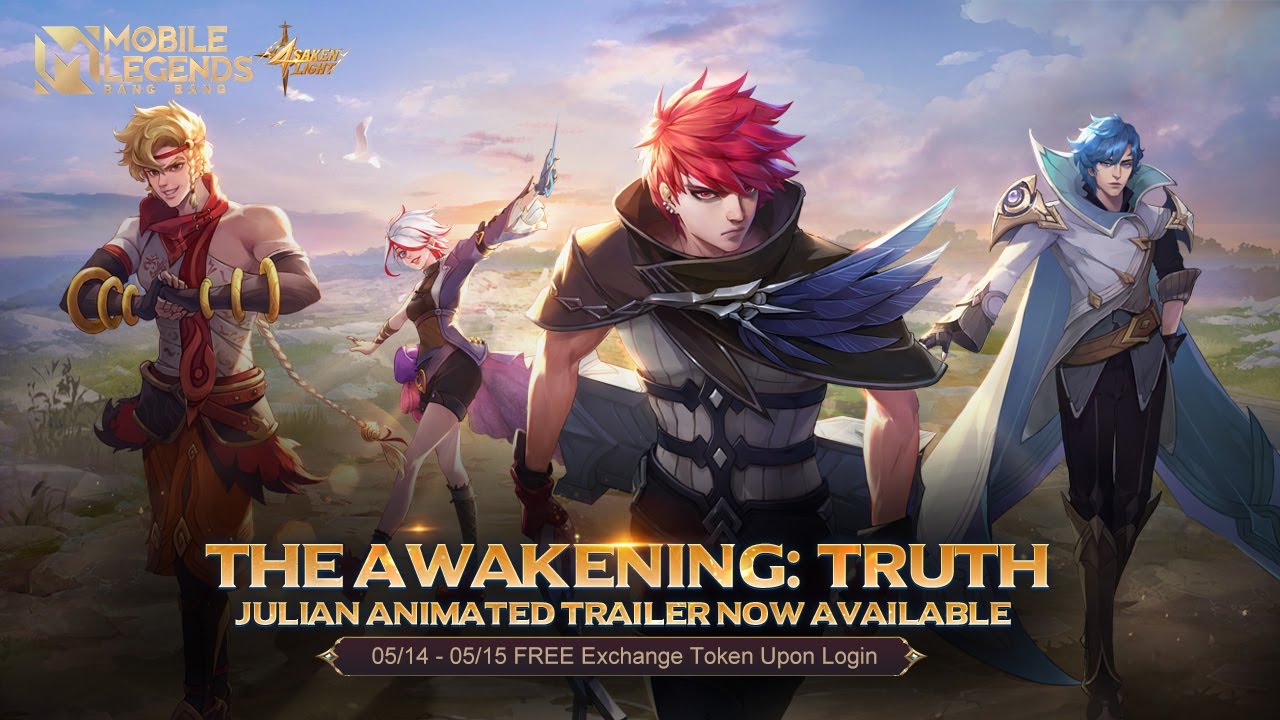 MOBILE
LEGENDS
BANG BANG
4SAKEN
LIGHT
THE AWAKENING: TRUTH
JULIAN ANIMATED TRAILER NOW AVAILABLE
05/14 - 05/15 FREE Exchange Token Upon Login